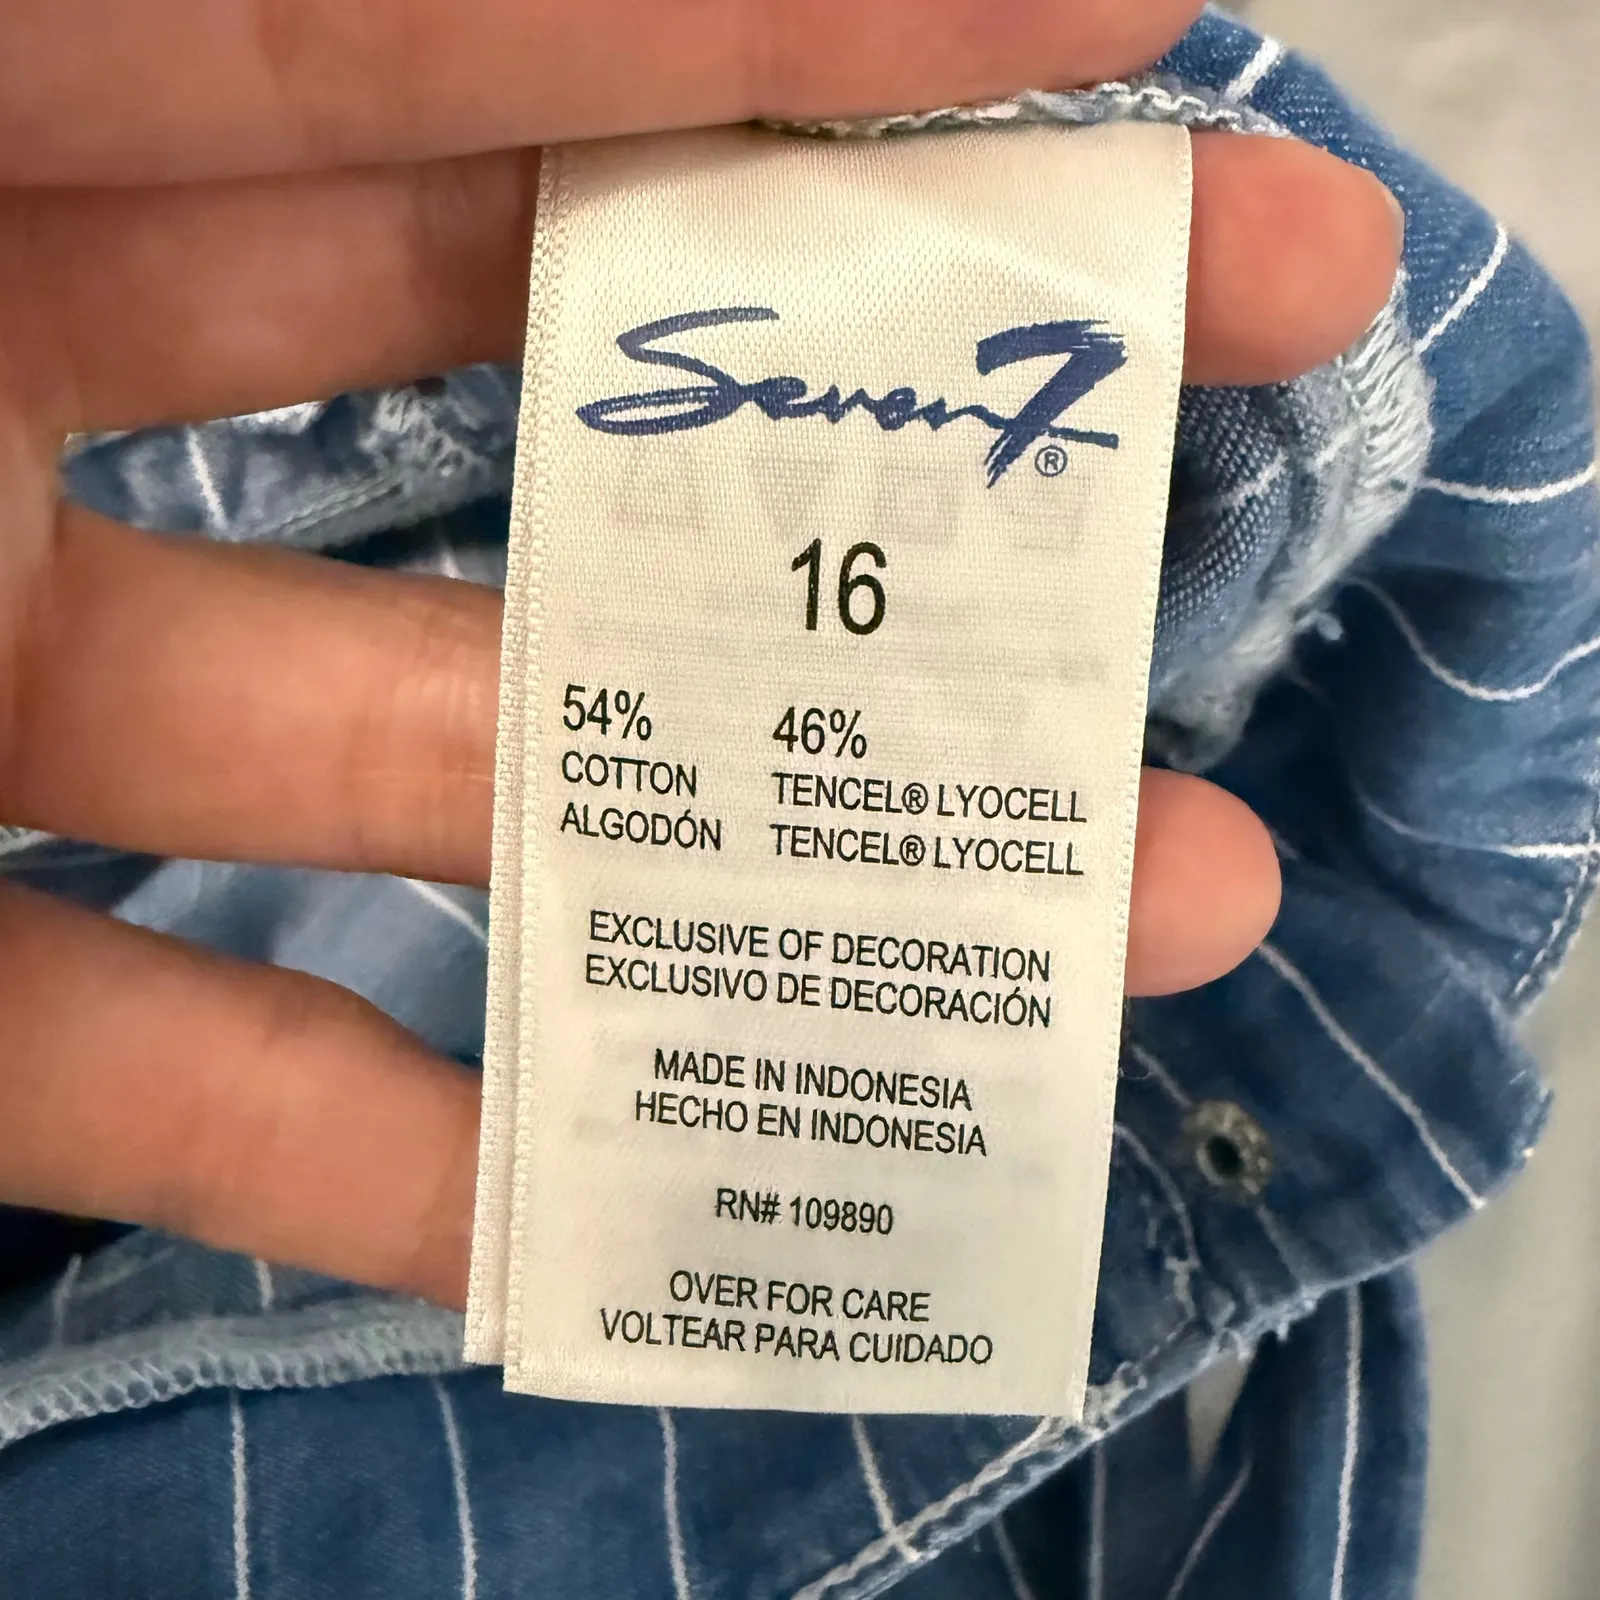 Seven7®
16
54% 46%
COTTON TENCEL® LYOCELL
ALGODÓN TENCEL® LYOCELL
EXCLUSIVE OF DECORATION
EXCLUSIVO DE DECORACIÓN
MADE IN INDONESIA
HECHO EN INDONESIA
RN# 109890
OVER FOR CARE
VOLTEAR PARA CUIDADO